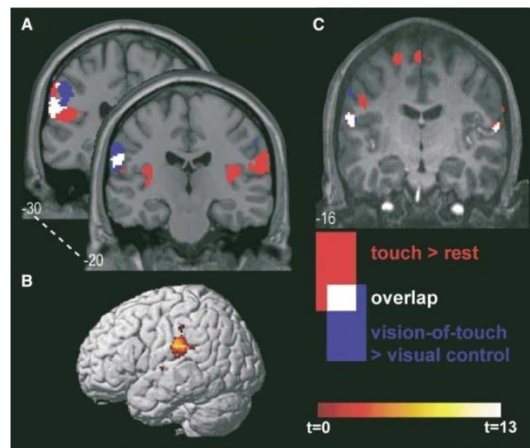 A
C
-30
-20
-16
B
touch > rest
overlap
vision-of-touch
> visual control
t=0
t=13